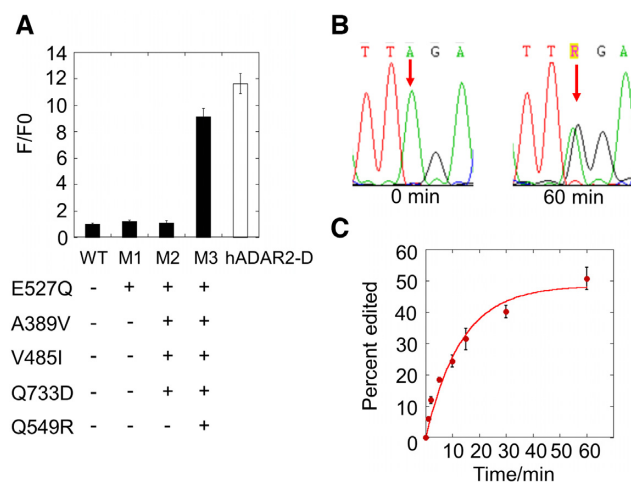 A
F/F0
14
12
10
8
6
4
2
0
WT M1 M2 M3 hADAR2-D
E527Q - + + +
A389V - - + +
V485I - - + +
Q733D - - + +
Q549R - - - +
B
T T A G A
0 min
T T R G A
60 min
C
Percent edited
60
50
40
30
20
10
0
10 20 30 40 50 60
Time/min